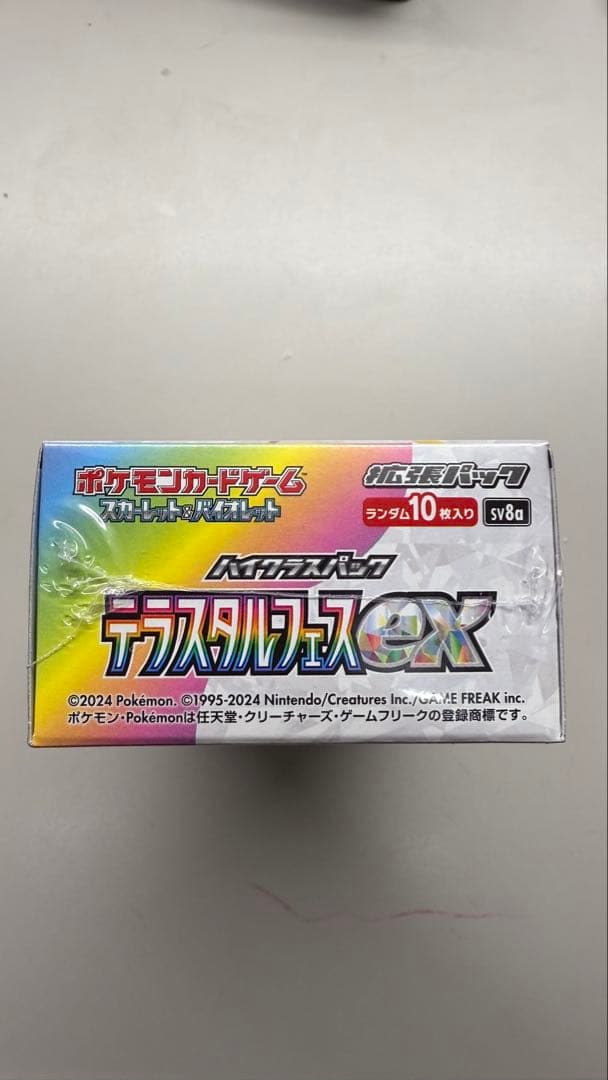 ポケモンカードゲーム
スカーレット&バイオレット
拡張パック
ランダム10枚入り SV8a
ハイクラスパック
テラスタルフェスex
©2024 Pokémon. ©1995-2024 Nintendo/Creatures Inc./GAME FREAK inc.
ポケモン・Pokémonは任天堂・クリーチャーズ・ゲームフリークの登録商標です。